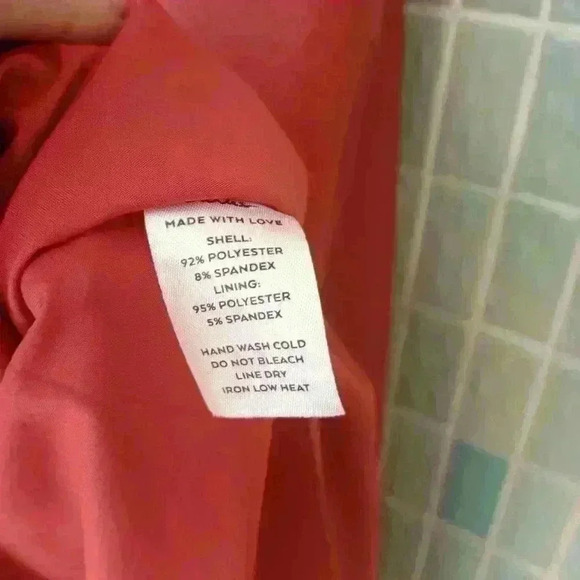 MADE WITH LOVE
SHELL:
92% POLYESTER
8% SPANDEX
LINING:
95% POLYESTER
5% SPANDEX
HAND WASH COLD
DO NOT BLEACH
LINE DRY
IRON LOW HEAT